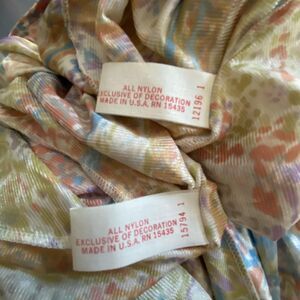 ALL NYLON
EXCLUSIVE OF DECORATION
MADE IN U.S.A. RN 15435
12196 1
ALL NYLON
EXCLUSIVE OF DECORATION
MADE IN U.S.A. RN 15435
15794 1